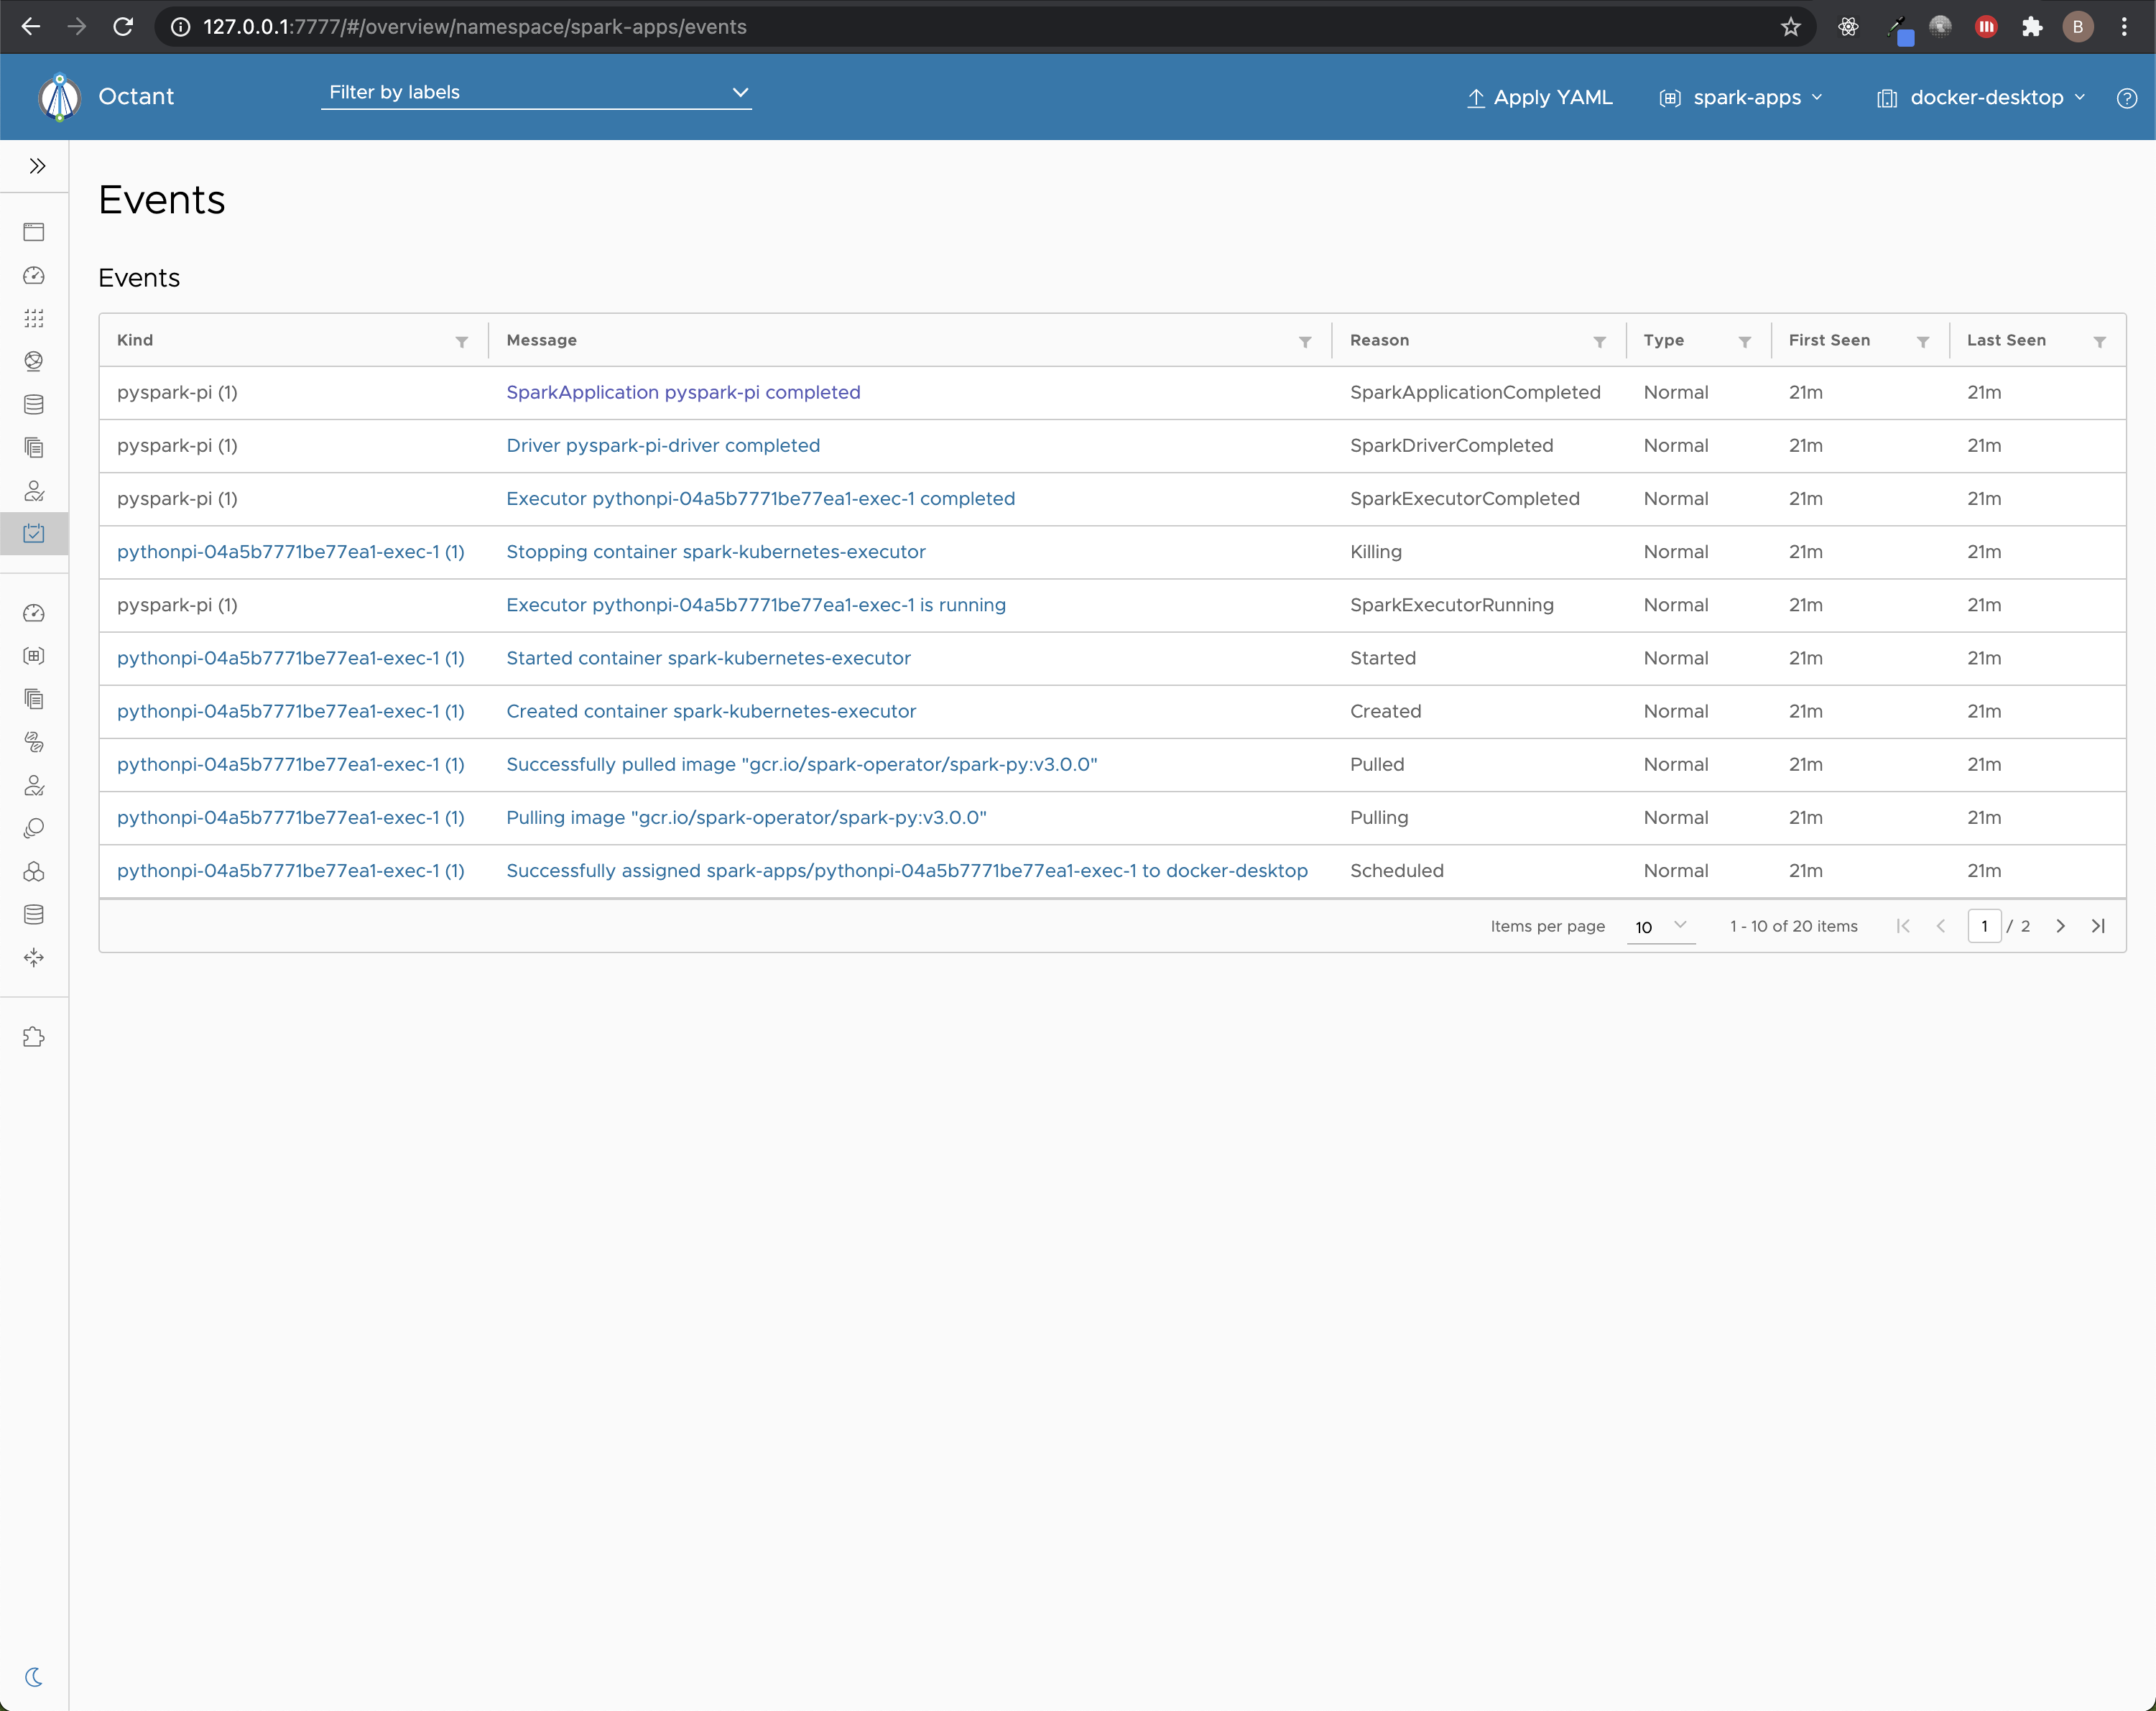 127.0.0.1:7777/#/overview/namespace/spark-apps/events
B
Octant
Filter by labels
Apply YAML
spark-apps
docker-desktop
Events
Events
Kind Message Reason Type First Seen Last Seen
pyspark-pi (1) SparkApplication pyspark-pi completed SparkApplicationCompleted Normal 21m 21m
pyspark-pi (1) Driver pyspark-pi-driver completed SparkDriverCompleted Normal 21m 21m
pyspark-pi (1) Executor pythonpi-04a5b7771be77ea1-exec-1 completed SparkExecutorCompleted Normal 21m 21m
pythonpi-04a5b7771be77ea1-exec-1 (1) Stopping container spark-kubernetes-executor Killing Normal 21m 21m
pyspark-pi (1) Executor pythonpi-04a5b7771be77ea1-exec-1 is running SparkExecutorRunning Normal 21m 21m
pythonpi-04a5b7771be77ea1-exec-1 (1) Started container spark-kubernetes-executor Started Normal 21m 21m
pythonpi-04a5b7771be77ea1-exec-1 (1) Created container spark-kubernetes-executor Created Normal 21m 21m
pythonpi-04a5b7771be77ea1-exec-1 (1) Successfully pulled image "gcr.io/spark-operator/spark-py:v3.0.0" Pulled Normal 21m 21m
pythonpi-04a5b7771be77ea1-exec-1 (1) Pulling image "gcr.io/spark-operator/spark-py:v3.0.0" Pulling Normal 21m 21m
pythonpi-04a5b7771be77ea1-exec-1 (1) Successfully assigned spark-apps/pythonpi-04a5b7771be77ea1-exec-1 to docker-desktop Scheduled Normal 21m 21m
Items per page 10 1 - 10 of 20 items 1 / 2